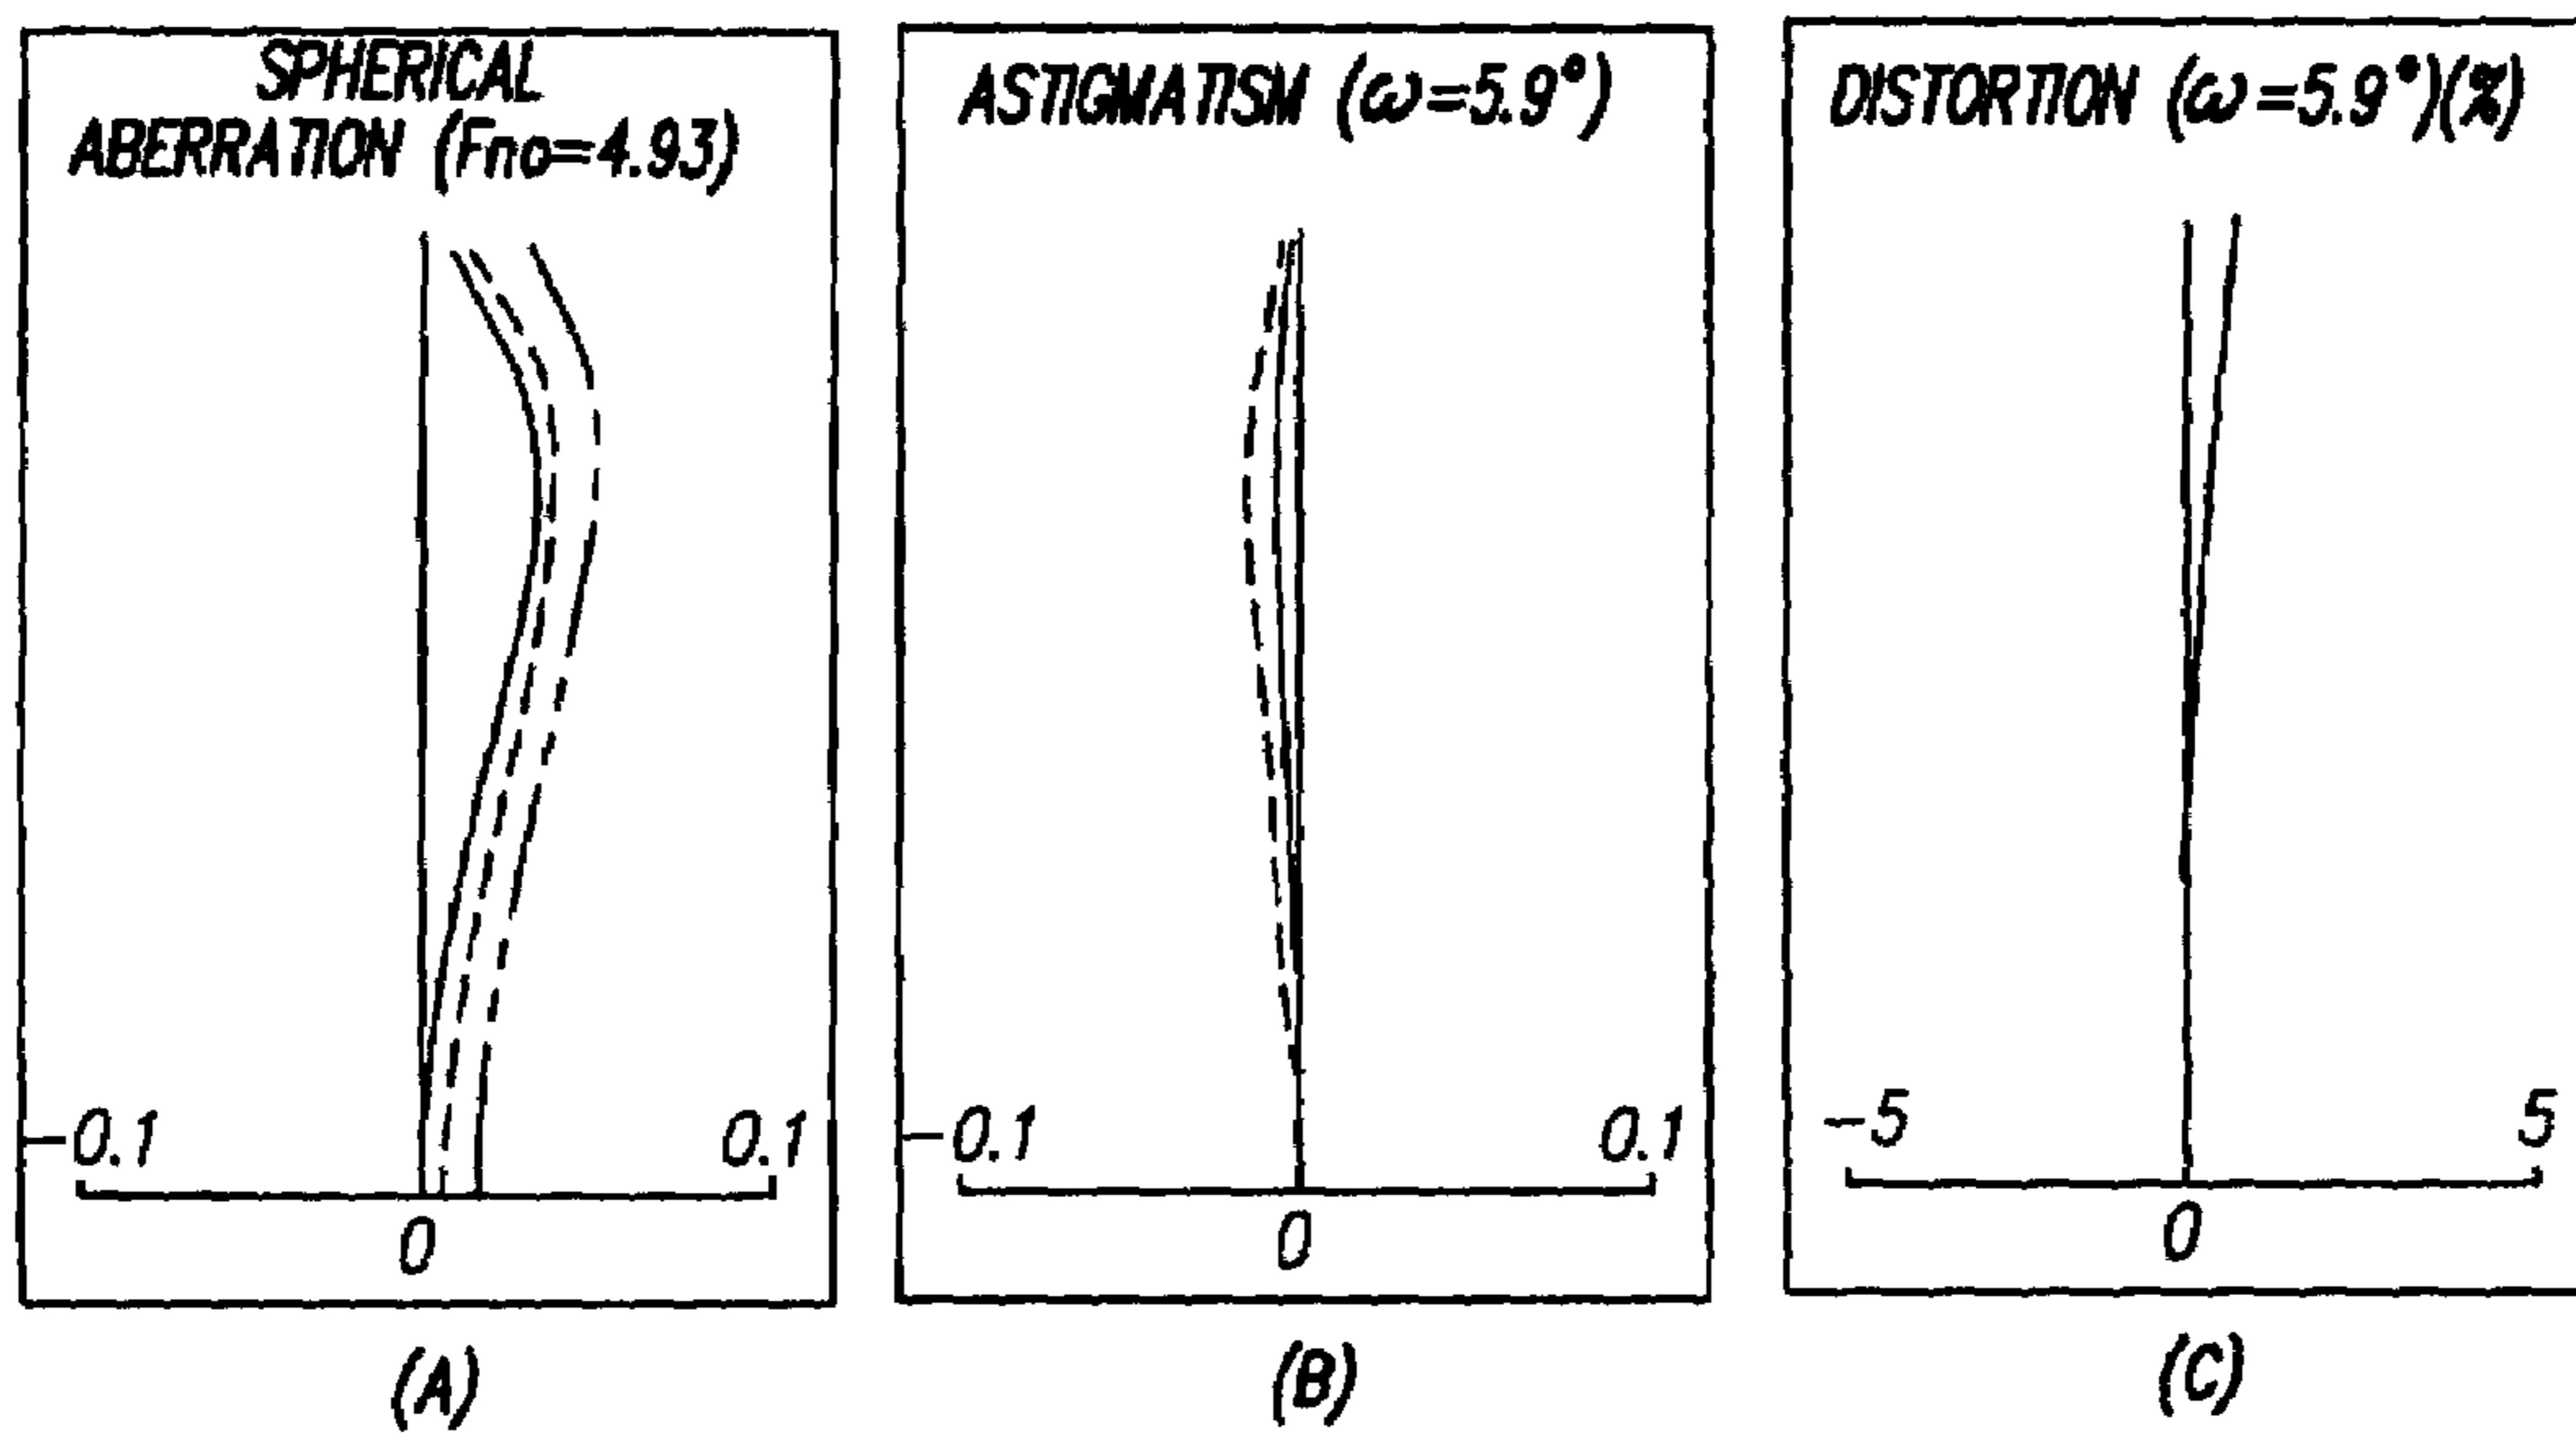 SPHERICAL
ABERRATION (Fno=4.93)
-0.1
0.1
0
(A)
ASTIGMATISM (ω=5.9°)
-0.1
0.1
0
(B)
DISTORTION (ω=5.9°)(%)
-5
5
0
(C)